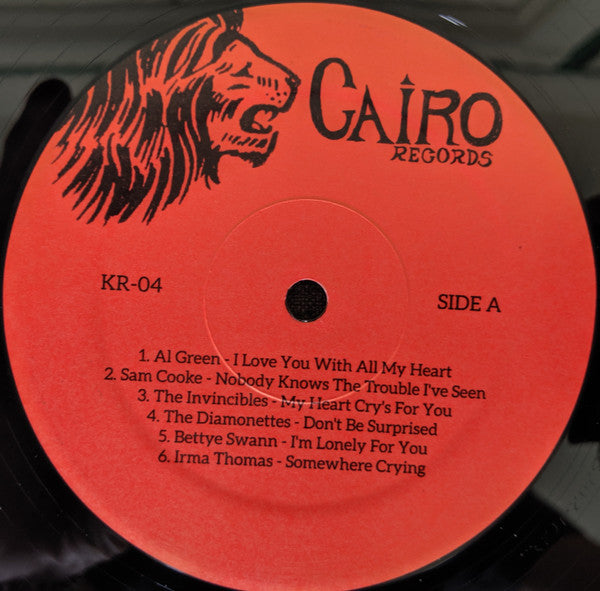 CAIRO
RECORDS
KR-04
SIDE A
1. Al Green - I Love You With All My Heart
2. Sam Cooke - Nobody Knows The Trouble I've Seen
3. The Invincibles - My Heart Cry's For You
4. The Diamonettes - Don't Be Surprised
5. Bettye Swann - I'm Lonely For You
6. Irma Thomas - Somewhere Crying